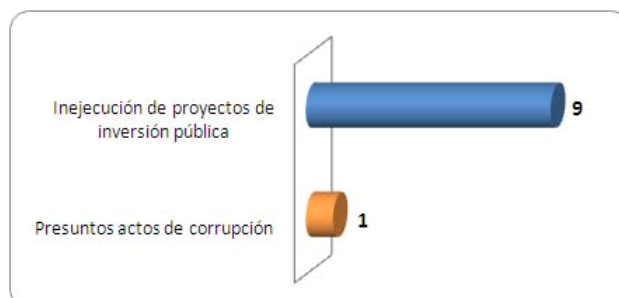 Inejecución de proyectos de
inversión pública
9
Presuntos actos de corrupción
1